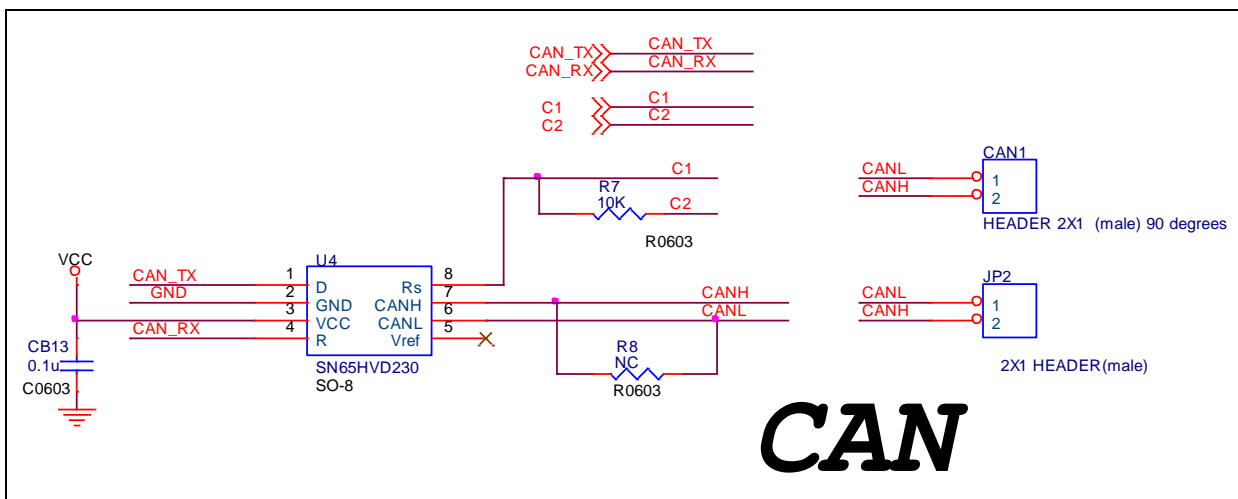 CAN_TX CAN_TX
CAN_RX CAN_RX
C1 C1
C2 C2
C1
R7
10K
C2
R0603
CAN1
CANL 1
CANH 2
HEADER 2X1 (male) 90 degrees
VCC
U4
CAN_TX 1 D Rs 8
GND 2 GND CANH 7 CANH
3 VCC CANL 6 CANL
CAN_RX 4 R Vref 5
SN65HVD230
SO-8
CB13
0.1u
C0603
R8
NC
R0603
JP2
CANL 1
CANH 2
2X1 HEADER(male)
CAN